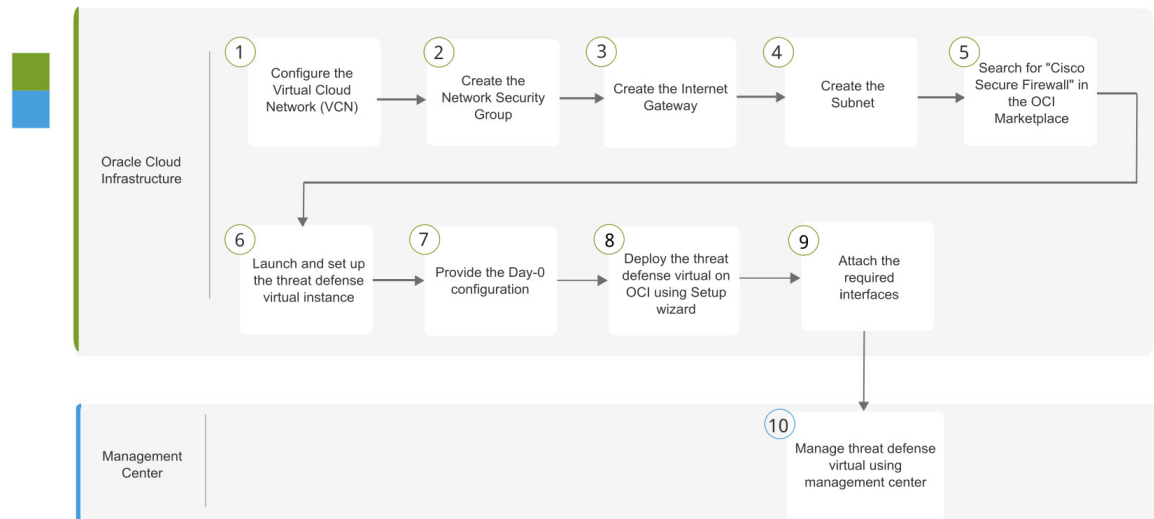 1
Configure the
Virtual Cloud
Network (VCN)
2
Create the
Network Security
Group
3
Create the Internet
Gateway
4
Create the
Subnet
5
Search for "Cisco
Secure Firewall" in
the OCI
Marketplace
Oracle Cloud
Infrastructure
6
Launch and set up
the threat defense
virtual instance
7
Provide the Day-0
configuration
8
Deploy the threat
defense virtual on
OCI using Setup
wizard
9
Attach the
required
interfaces
Management
Center
10
Manage threat defense
virtual using
management center